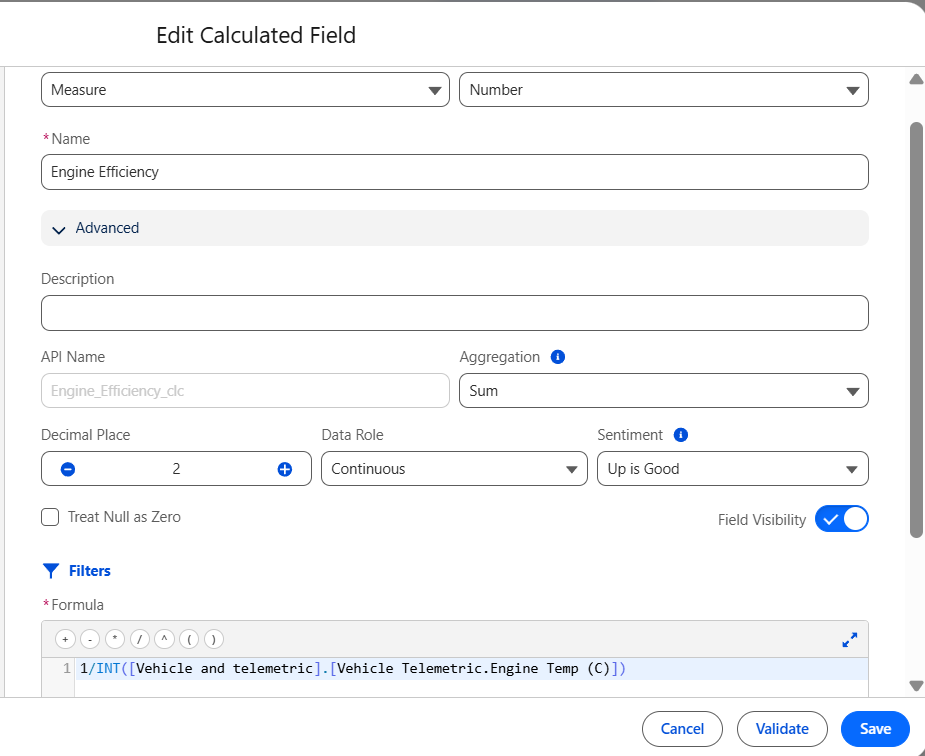 Edit Calculated Field
Measure Number
*Name
Engine Efficiency
Advanced
Description
API Name Aggregation i
Engine_Efficiency_clc Sum
Decimal Place Data Role Sentiment i
2 Continuous Up is Good
Treat Null as Zero Field Visibility
Filters
*Formula
+ - * / ^ ( )
1 1/INT([Vehicle and telemetric].[Vehicle Telemetric.Engine Temp (C)])
Cancel Validate Save